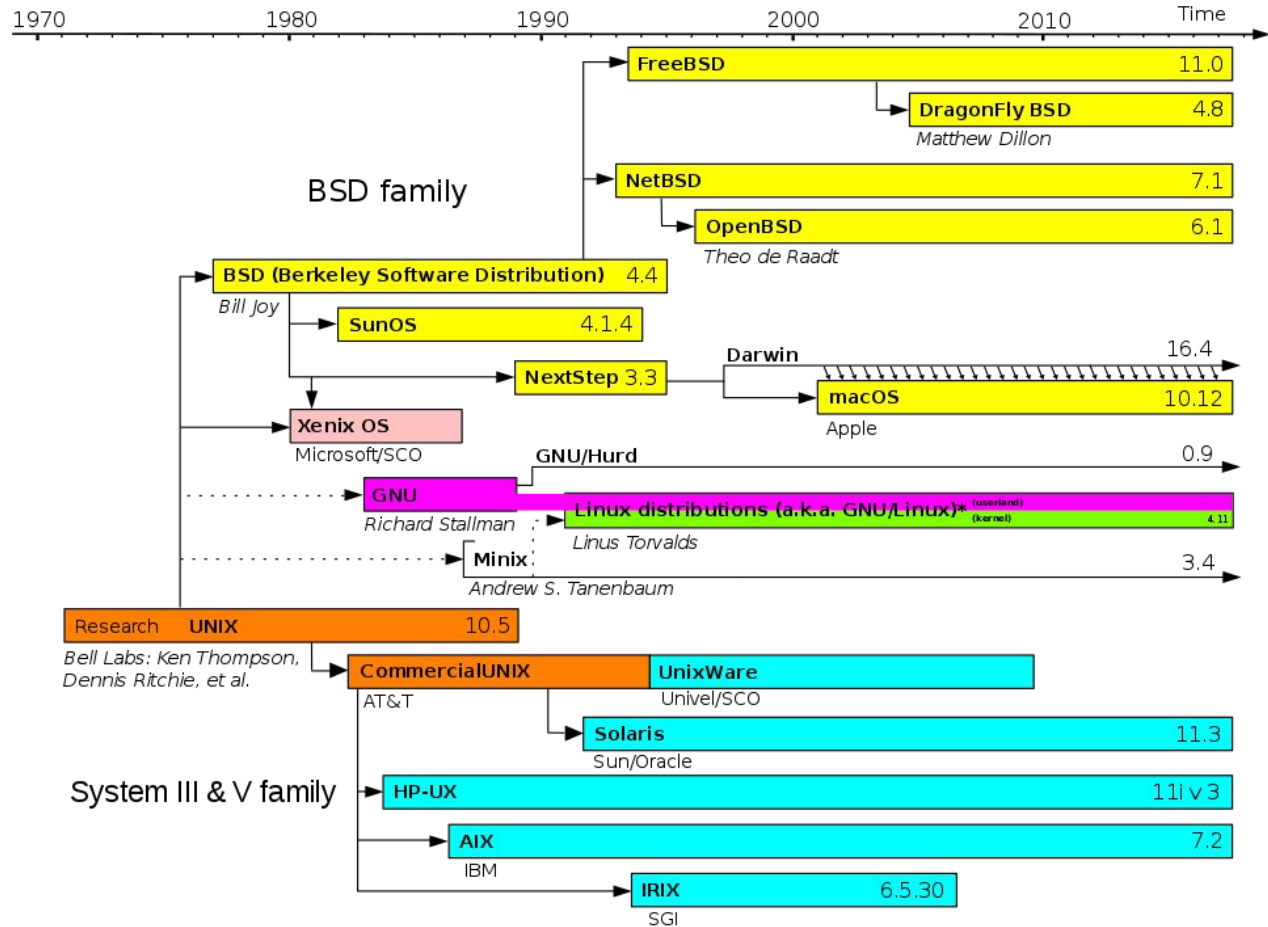 1970 1980 1990 2000 2010 Time
FreeBSD 11.0
DragonFly BSD 4.8
Matthew Dillon
BSD family
NetBSD 7.1
OpenBSD 6.1
Theo de Raadt
BSD (Berkeley Software Distribution) 4.4
Bill Joy
SunOS 4.1.4
Darwin 16.4
NextStep 3.3
macOS 10.12
Apple
Xenix OS
Microsoft/SCO
GNU/Hurd 0.9
GNU
Richard Stallman
Linux distributions (a.k.a. GNU/Linux)* (userland)
(kernel) 4.11
Linus Torvalds
Minix 3.4
Andrew S. Tanenbaum
Research UNIX 10.5
Bell Labs: Ken Thompson,
Dennis Ritchie, et al.
CommercialUNIX UnixWare
AT&T Univel/SCO
Solaris 11.3
Sun/Oracle
System III & V family
HP-UX 11i v 3
AIX 7.2
IBM
IRIX 6.5.30
SGI